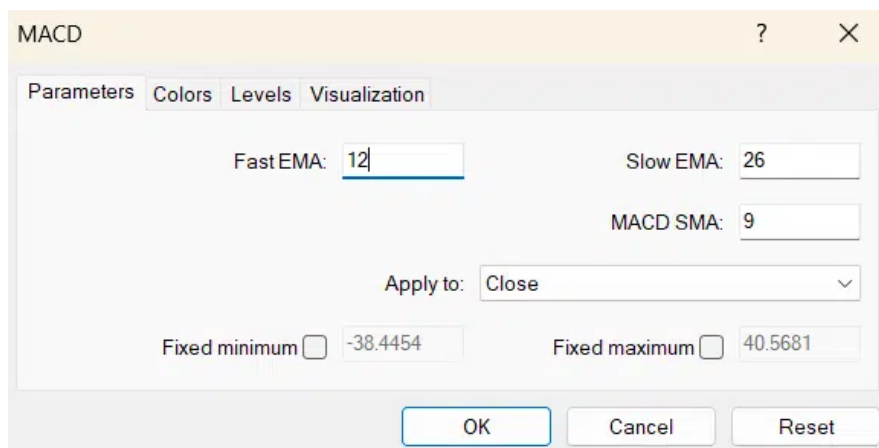 MACD ?
Parameters Colors Levels Visualization
Fast EMA: 12 Slow EMA: 26
MACD SMA: 9
Apply to: Close
Fixed minimum -38.4454 Fixed maximum 40.5681
OK Cancel Reset